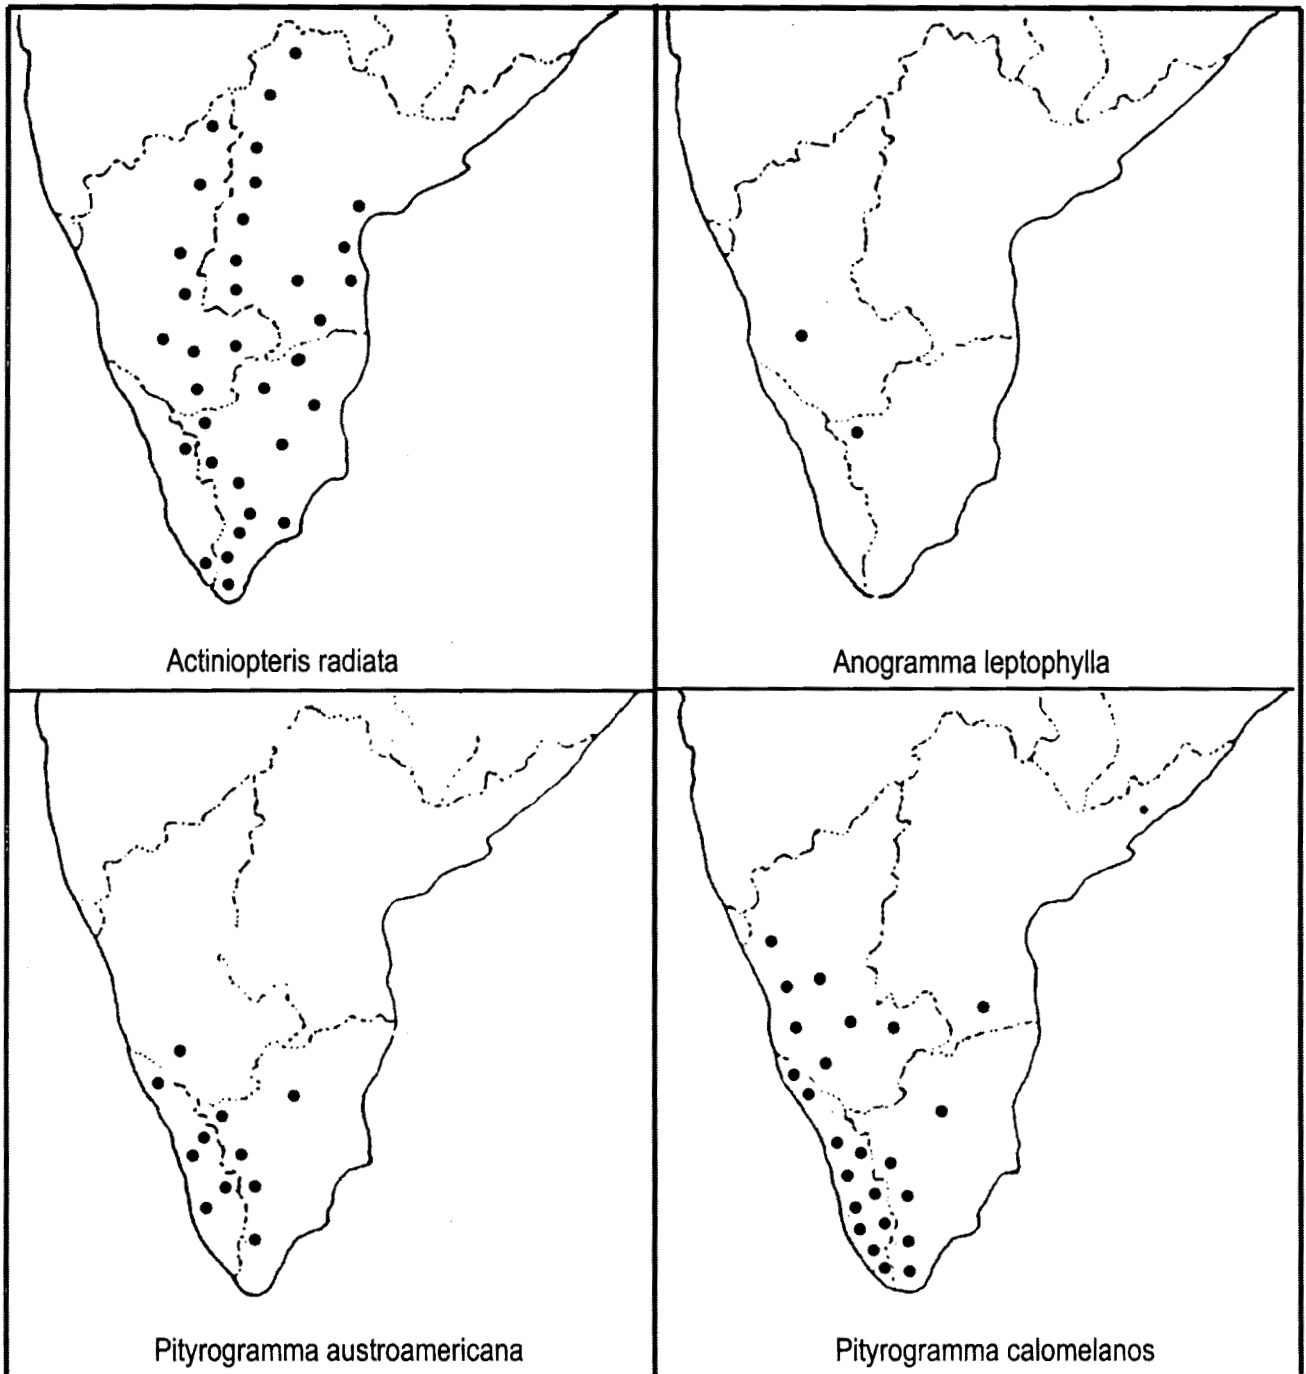 Actiniopteris radiata
Anogramma leptophylla
Pityrogramma austroamericana
Pityrogramma calomelanos